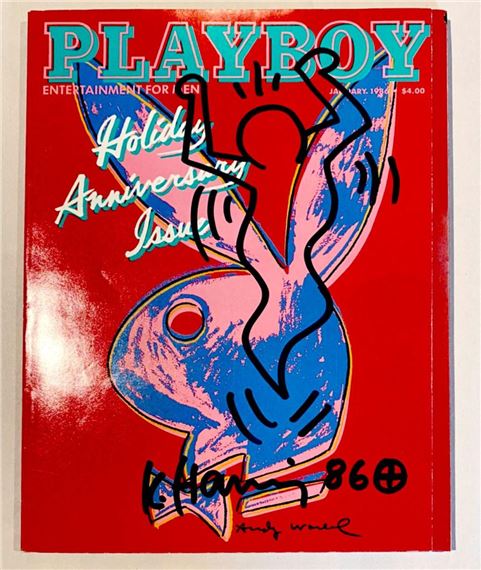 PLAYBOY
ENTERTAINMENT FOR MEN
JANUARY, 1986 • $4.00
Holiday
Anniversary
Issue
K. Haring 86
Andy Warhol